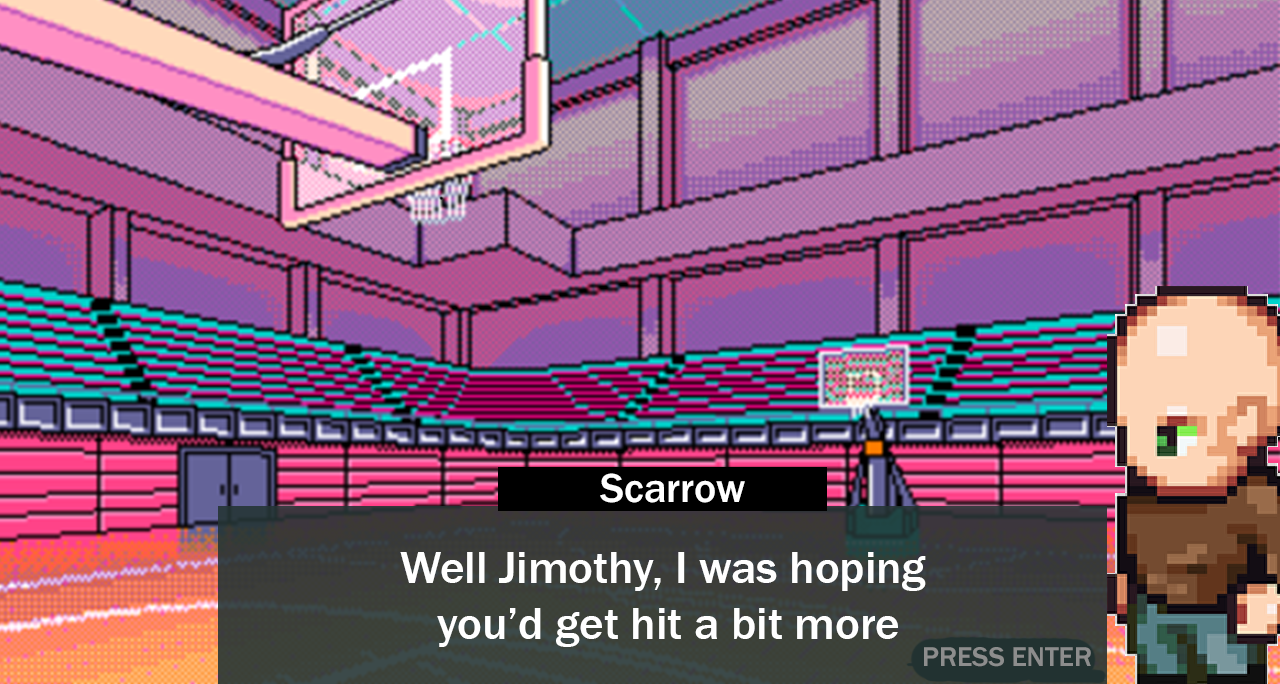 Scarrow
Well Jimothy, I was hoping
you’d get hit a bit more
PRESS ENTER